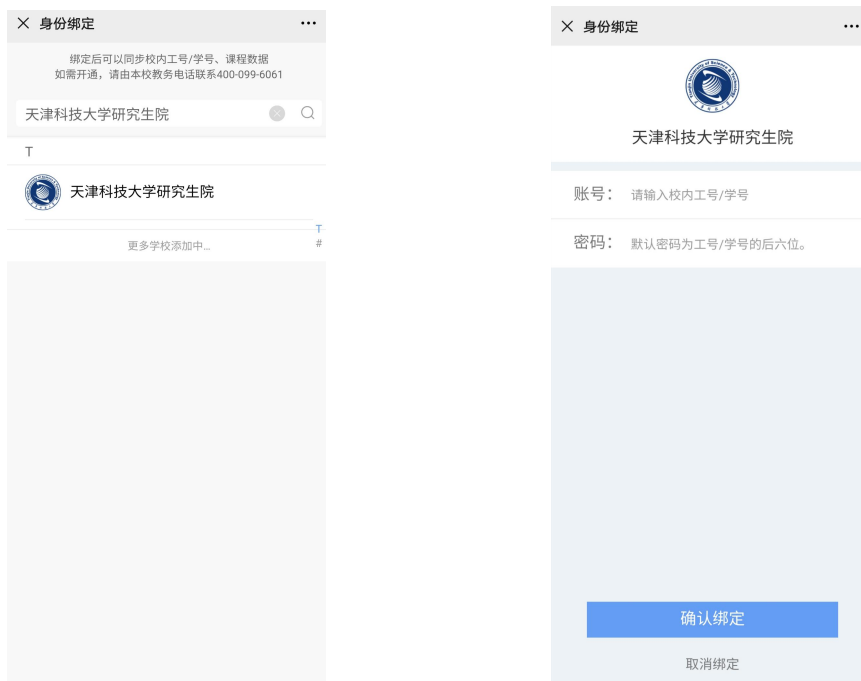 身份绑定
绑定后可以同步校内工号/学号、课程数据
如需开通，请由本校教务电话联系400-099-6061
天津科技大学研究生院
T
天津科技大学研究生院
T
更多学校添加中...
#
身份绑定
天津科技大学研究生院
账号： 请输入校内工号/学号
密码： 默认密码为工号/学号的后六位。
确认绑定
取消绑定